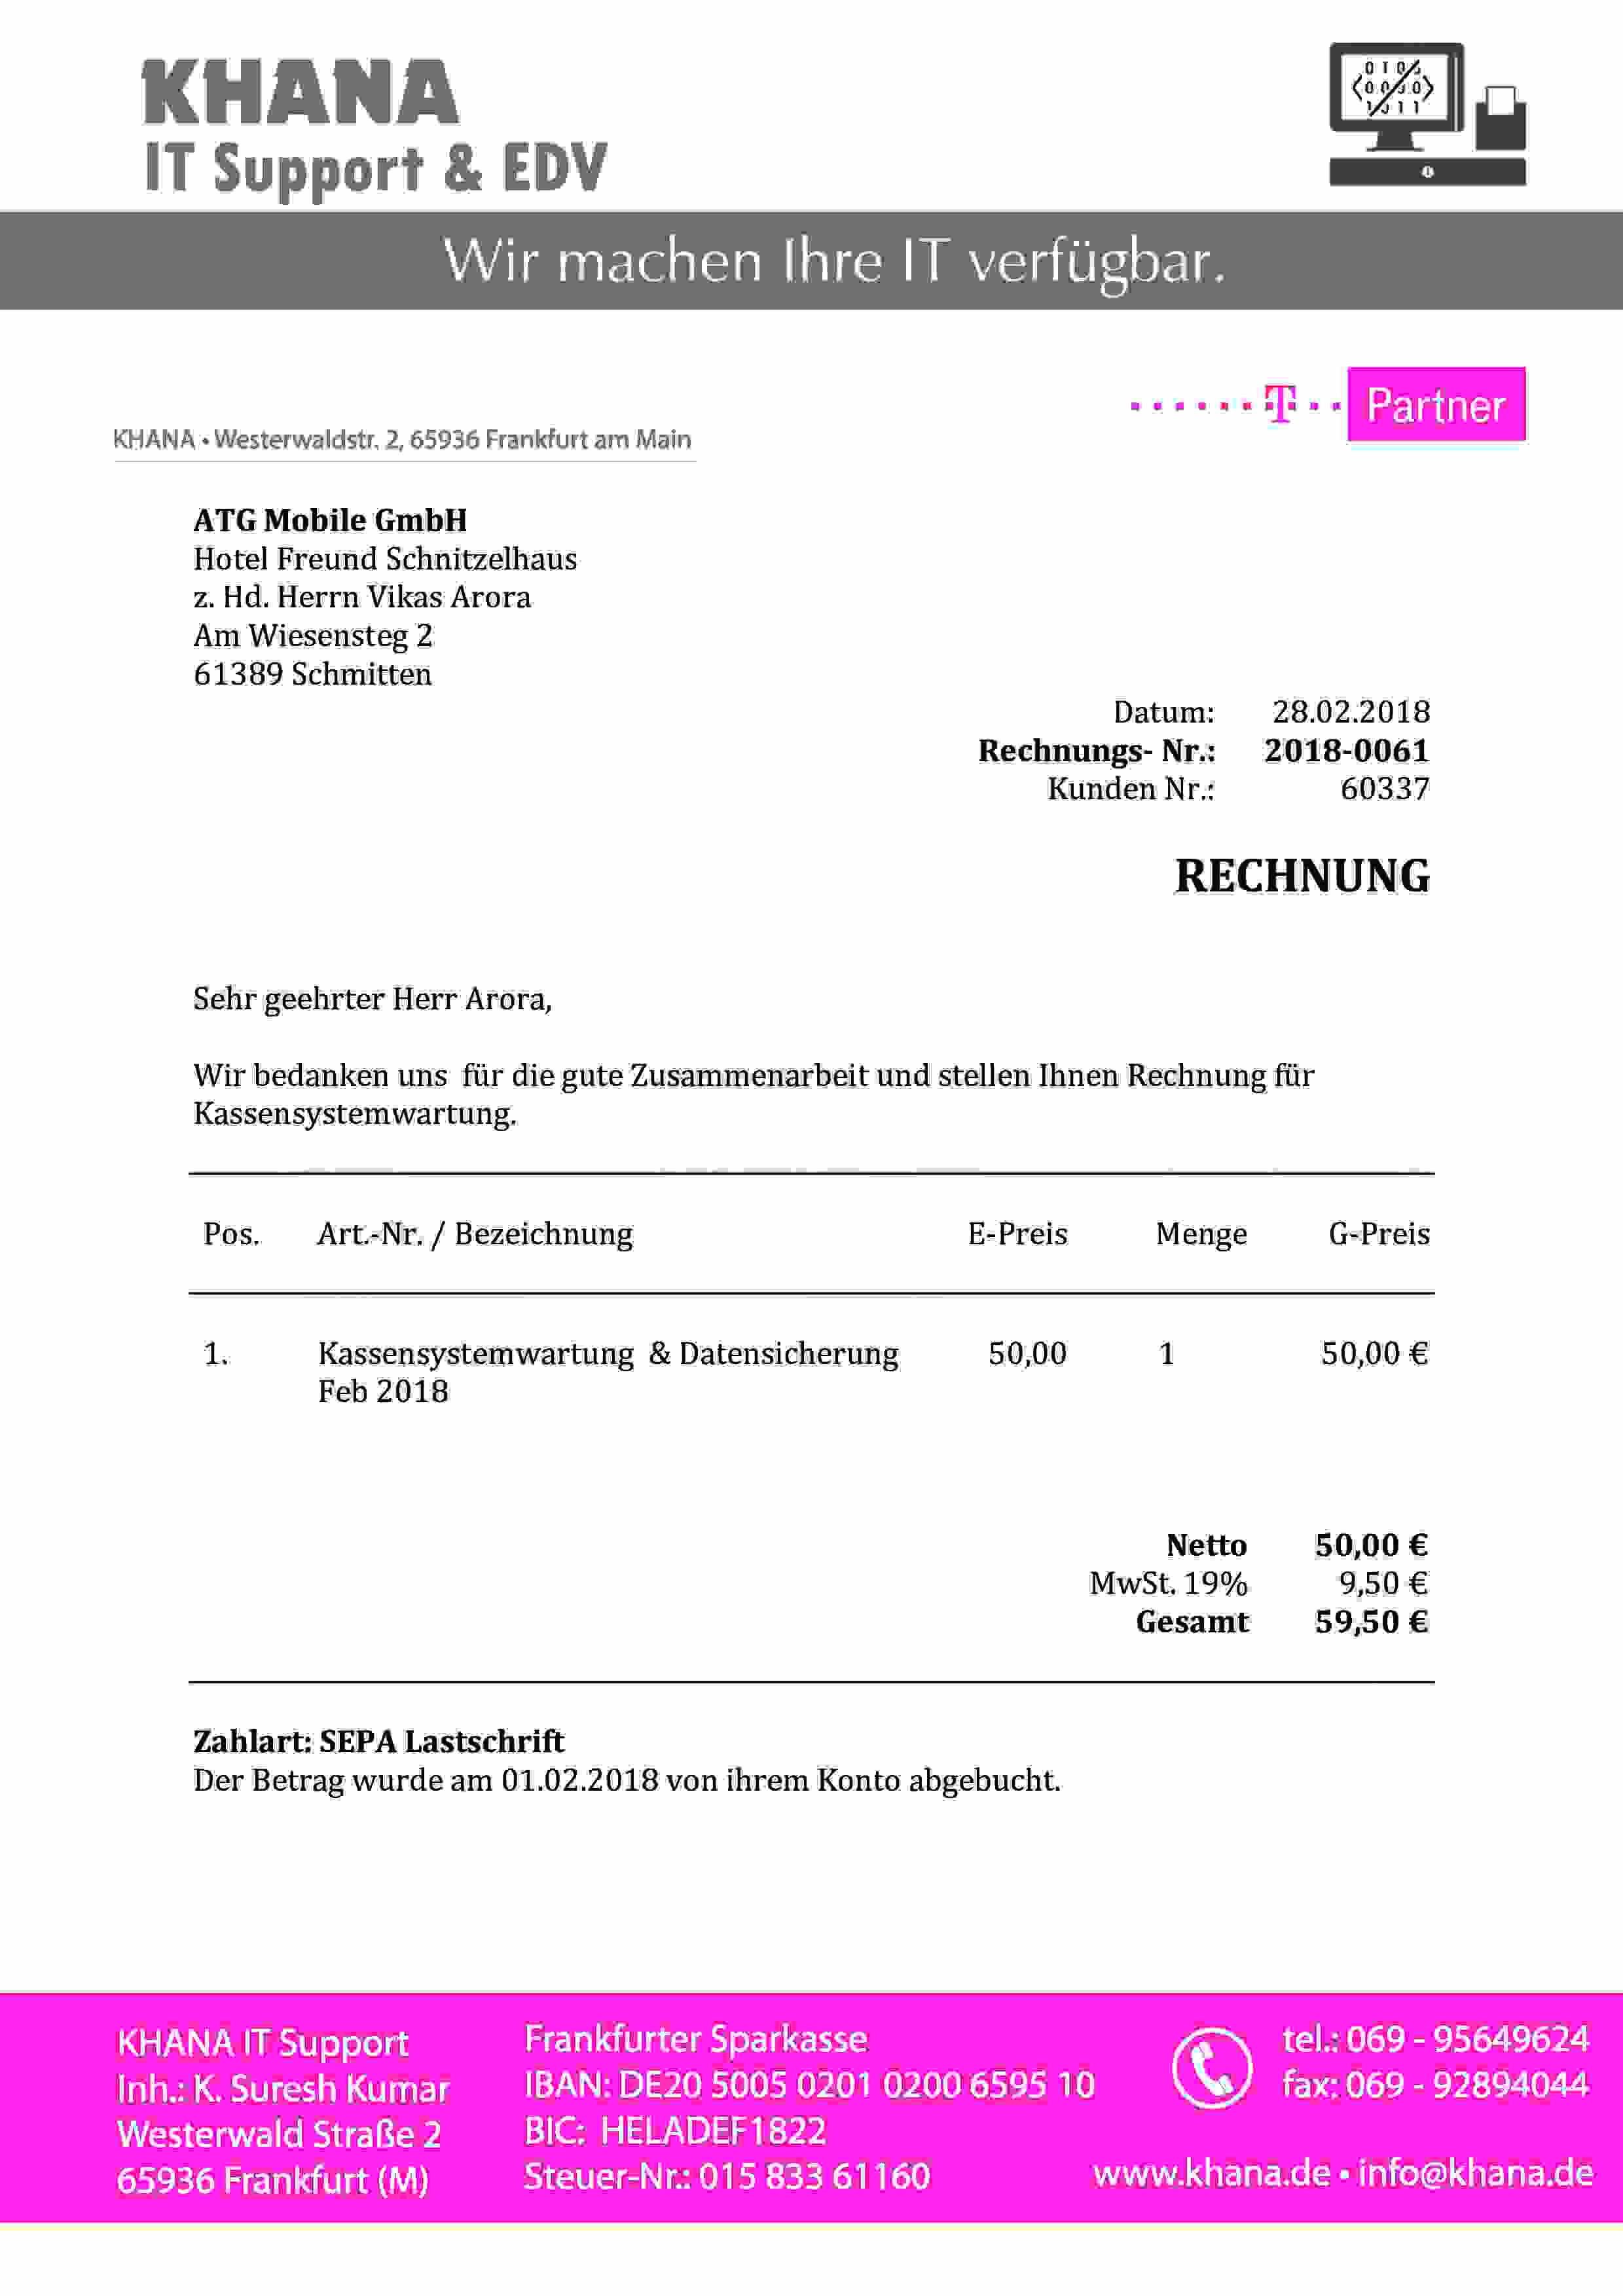 KHANA
IT Support & EDV
Wir machen Ihre IT verfügbar.
T Partner
KHANA • Westerwaldstr. 2, 65936 Frankfurt am Main
ATG Mobile GmbH
Hotel Freund Schnitzelhaus
z. Hd. Herrn Vikas Arora
Am Wiesensteg 2
61389 Schmitten
Datum: 28.02.2018
Rechnungs- Nr.: 2018-0061
Kunden Nr.: 60337
RECHNUNG
Sehr geehrter Herr Arora,
Wir bedanken uns für die gute Zusammenarbeit und stellen Ihnen Rechnung für
Kassensystemwartung.
Pos. Art.-Nr. / Bezeichnung E-Preis Menge G-Preis
1. Kassensystemwartung & Datensicherung 50,00 1 50,00 €
Feb 2018
Netto 50,00 €
MwSt. 19% 9,50 €
Gesamt 59,50 €
Zahlart: SEPA Lastschrift
Der Betrag wurde am 01.02.2018 von ihrem Konto abgebucht.
KHANA IT Support
Inh.: K. Suresh Kumar
Westerwald Straße 2
65936 Frankfurt (M)
Frankfurter Sparkasse
IBAN: DE20 5005 0201 0200 6595 10
BIC: HELADEF1822
Steuer-Nr.: 015 833 61160
tel.: 069 - 95649624
fax: 069 - 92894044
www.khana.de • info@khana.de